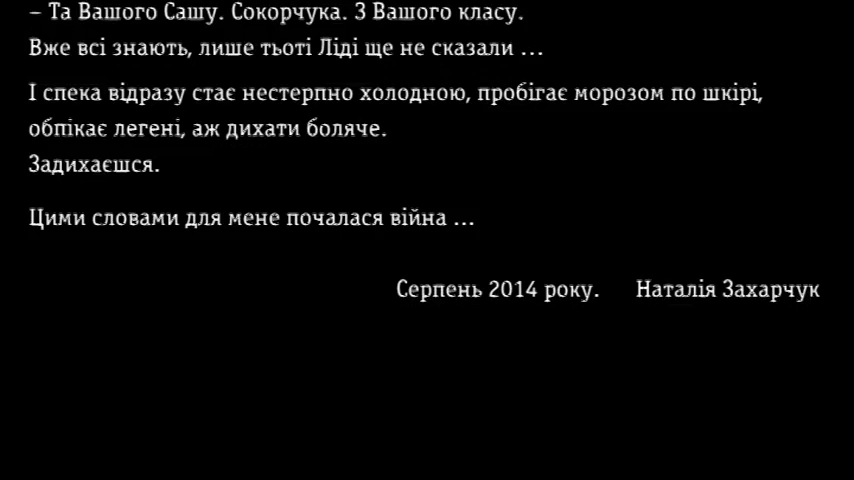 – Та Вашого Сашу. Сокорчука. З Вашого класу.
Вже всі знають, лише тьоті Ліді ще не сказали ...
І спека відразу стає нестерпно холодною, пробігає морозом по шкірі,
обпікає легені, аж дихати боляче.
Задихаєшся.
Цими словами для мене почалася війна ...
Серпень 2014 року. Наталія Захарчук